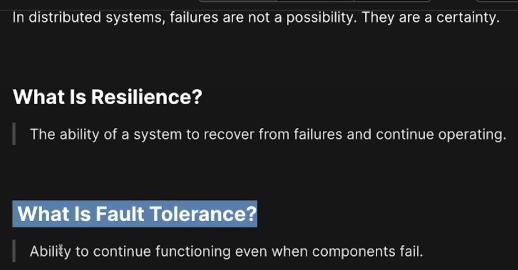 In distributed systems, failures are not a possibility. They are a certainty.
What Is Resilience?
The ability of a system to recover from failures and continue operating.
What Is Fault Tolerance?
Ability to continue functioning even when components fail.